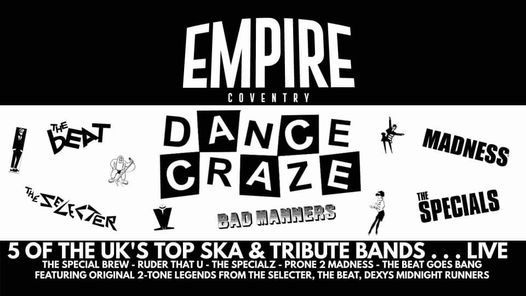 EMPIRE
COVENTRY
DANCE
CRAZE
THE BEAT
MADNESS
THE SELECTER
BAD MANNERS
THE SPECIALS
5 OF THE UK'S TOP SKA & TRIBUTE BANDS . . . LIVE
THE SPECIAL BREW - RUDER THAT U - THE SPECIALZ - PRONE 2 MADNESS - THE BEAT GOES BANG
FEATURING ORIGINAL 2-TONE LEGENDS FROM THE SELECTER, THE BEAT, DEXYS MIDNIGHT RUNNERS